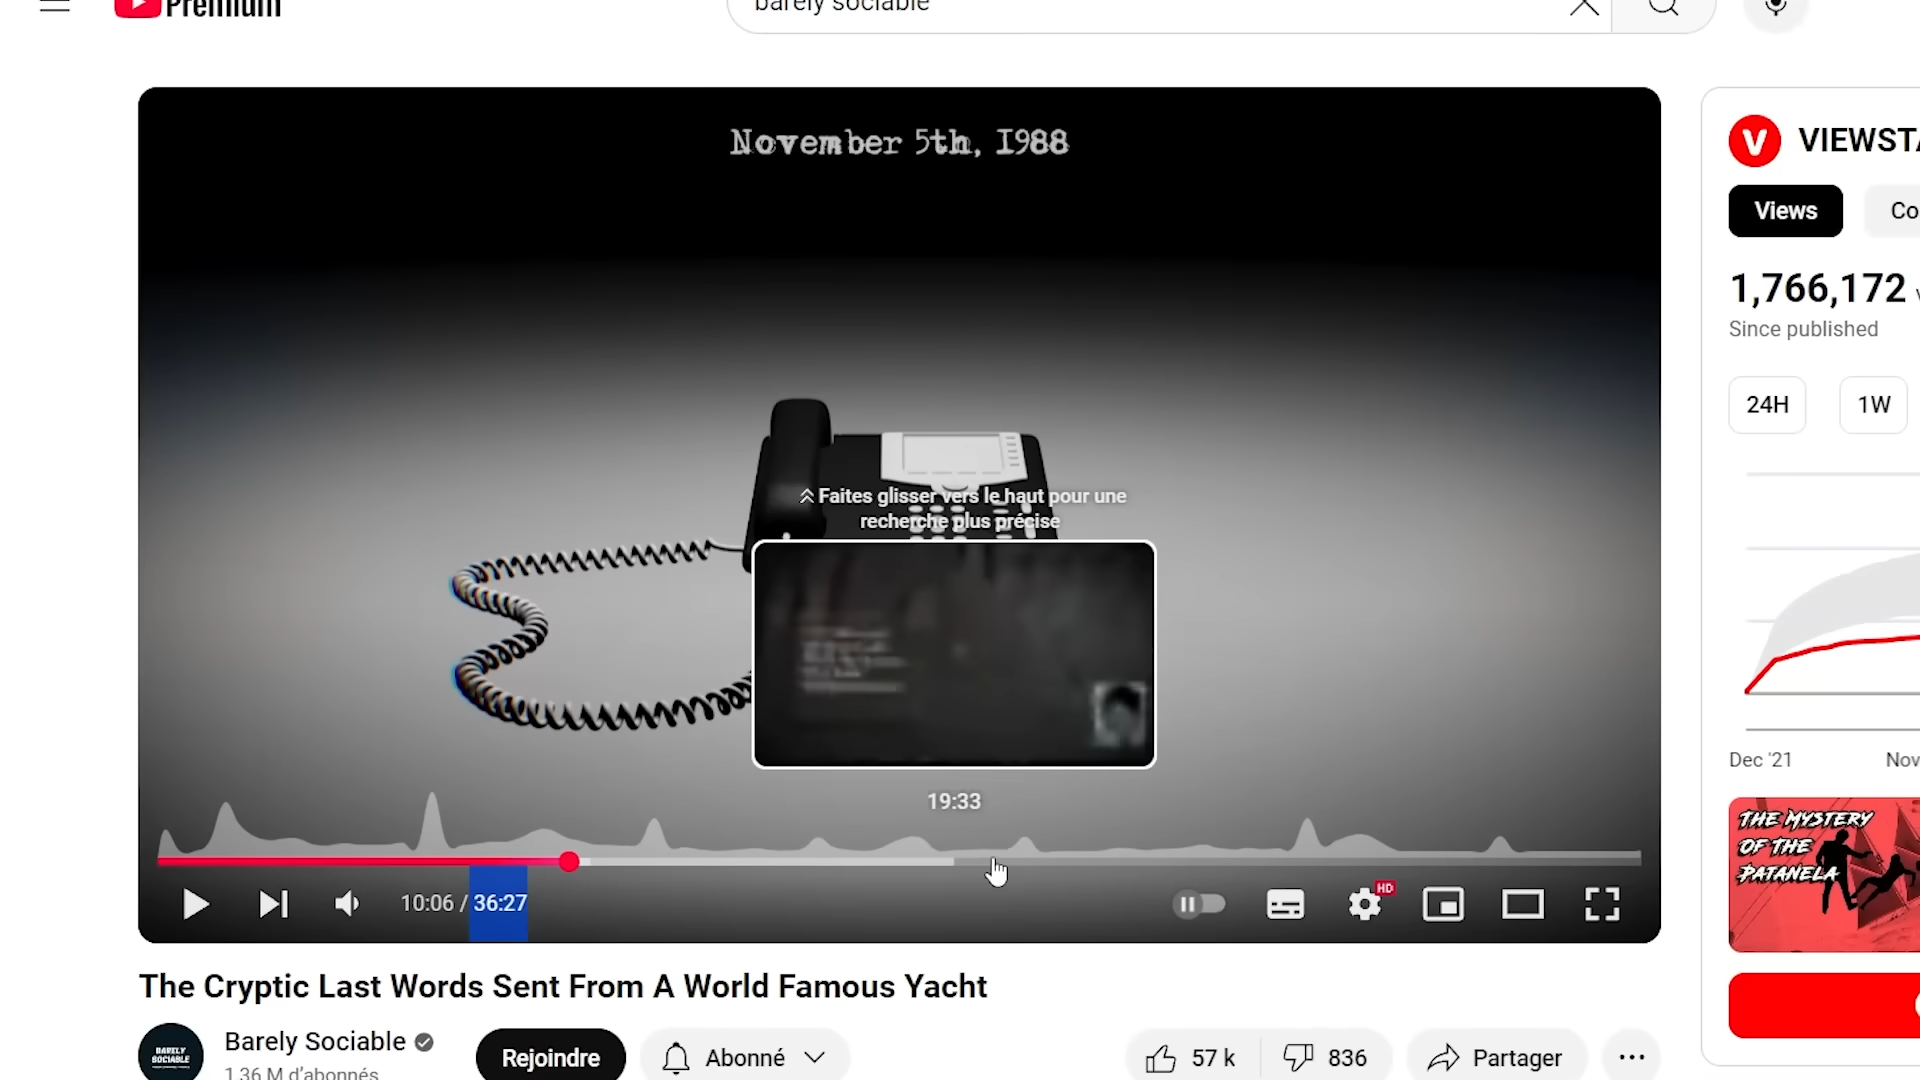 Premium
barely sociable
November 5th, 1988
Faites glisser vers le haut pour une
recherche plus précise
19:33
10:06 / 36:27
HD
The Cryptic Last Words Sent From A World Famous Yacht
BARELY
SOCIABLE
Barely Sociable
1,36 M d'abonnés
Rejoindre
Abonné
57 k
836
Partager
V
VIEWSTA
Views
Co
1,766,172
Since published
24H
1W
Dec '21
Nov
THE MYSTERY
OF THE
PATANELA